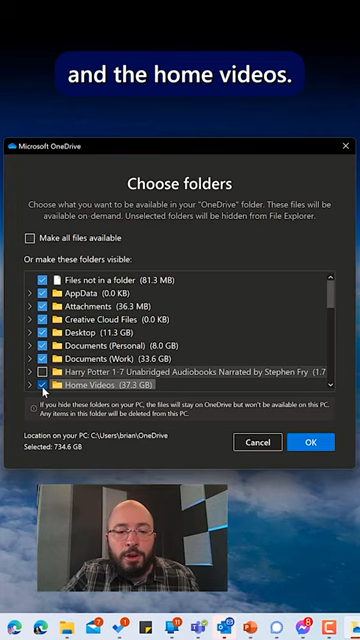 and the home videos.
Microsoft OneDrive
Choose folders
Choose what you want to be available in your "OneDrive" folder. These files will be
available on-demand. Unselected folders will be hidden from File Explorer.
Make all files available
Or make these folders visible:
Files not in a folder (81.3 MB)
AppData (0.0 KB)
Attachments (36.3 MB)
Creative Cloud Files (0.0 KB)
Desktop (11.3 GB)
Documents (Personal) (8.0 GB)
Documents (Work) (33.6 GB)
Harry Potter 1-7 Unabridged Audiobooks Narrated by Stephen Fry (1.7
Home Videos (37.3 GB)
If you hide these folders on your PC, the files will stay on OneDrive but won't be available on this PC.
Any items in this folder will be deleted from this PC.
Location on your PC: C:\Users\brian\OneDrive
Selected: 734.6 GB
Cancel
OK